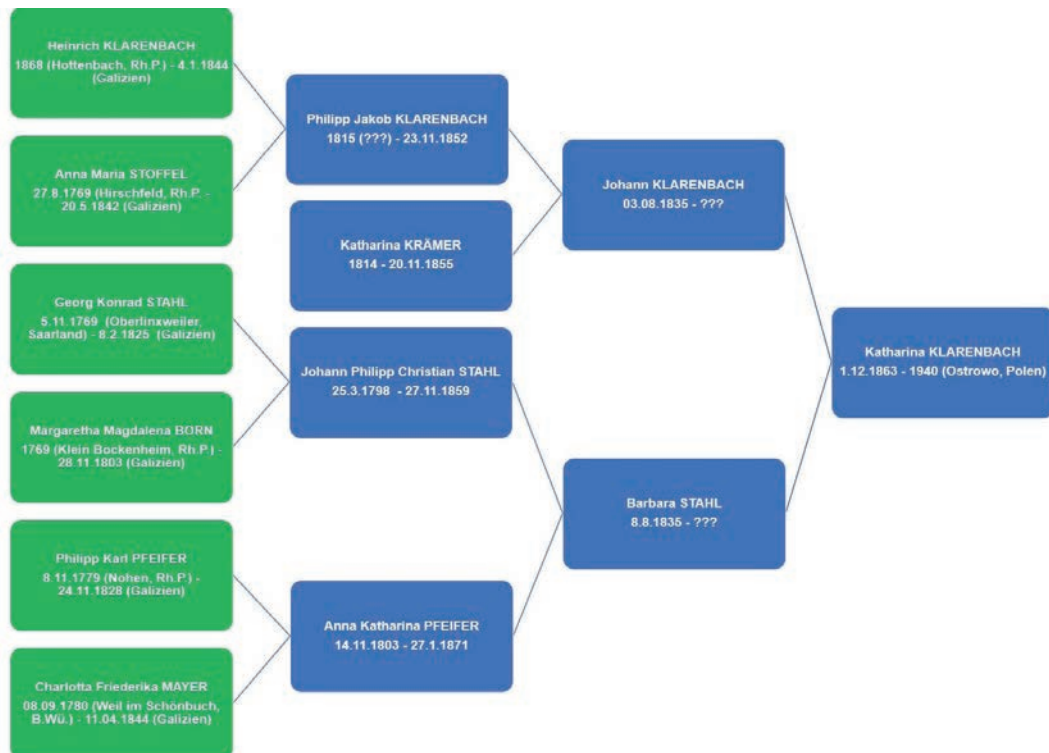 Heinrich KLARENBACH
1868 (Hottenbach, Rh.P.) - 4.1.1844
(Galizien)
Anna Maria STOFFEL
27.8.1769 (Hirschfeld, Rh.P. -
20.5.1842 (Galizien)
Georg Konrad STAHL
5.11.1769 (Oberlinxweiler,
Saarland) - 8.2.1825 (Galizien)
Margaretha Magdalena BORN
1769 (Klein Bockenheim, Rh.P.) -
28.11.1803 (Galizien)
Philipp Karl PFEIFER
8.11.1779 (Nohen, Rh.P.) -
24.11.1828 (Galizien)
Charlotta Friederika MAYER
08.09.1780 (Weil im Schönbuch,
B.Wü.) - 11.04.1844 (Galizien)
Philipp Jakob KLARENBACH
1815 (???) - 23.11.1852
Katharina KRÄMER
1814 - 20.11.1855
Johann Philipp Christian STAHL
25.3.1798 - 27.11.1859
Anna Katharina PFEIFER
14.11.1803 - 27.1.1871
Johann KLARENBACH
03.08.1835 - ???
Barbara STAHL
8.8.1835 - ???
Katharina KLARENBACH
1.12.1863 - 1940 (Ostrowo, Polen)